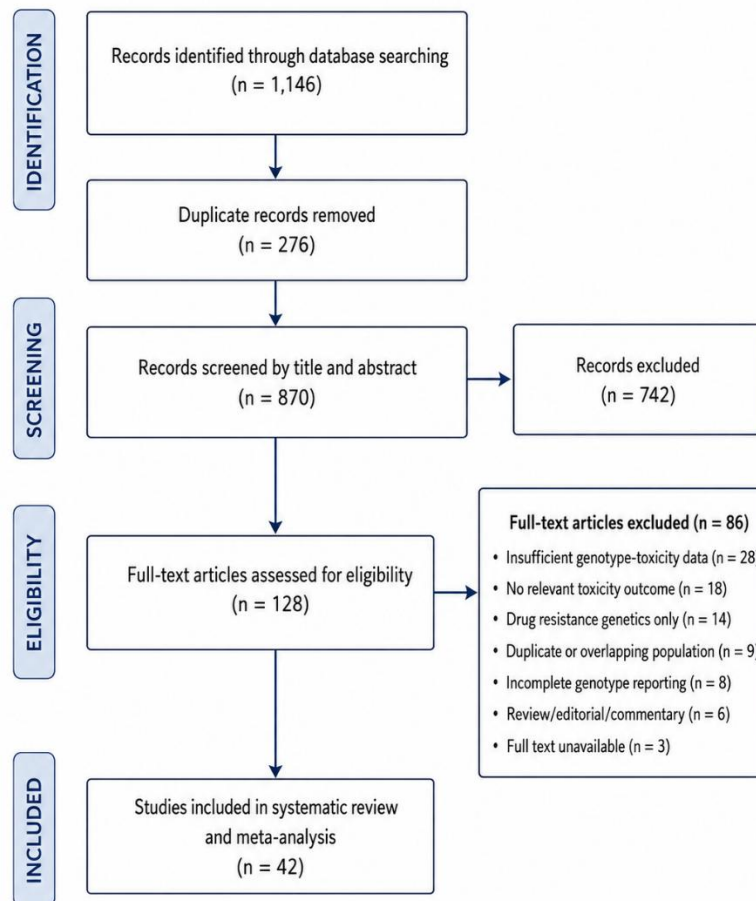 IDENTIFICATION
Records identified through database searching
(n = 1,146)
Duplicate records removed
(n = 276)
SCREENING
Records screened by title and abstract
(n = 870)
Records excluded
(n = 742)
ELIGIBILITY
Full-text articles assessed for eligibility
(n = 128)
Full-text articles excluded (n = 86)
• Insufficient genotype-toxicity data (n = 28
• No relevant toxicity outcome (n = 18)
• Drug resistance genetics only (n = 14)
• Duplicate or overlapping population (n = 9)
• Incomplete genotype reporting (n = 8)
• Review/editorial/commentary (n = 6)
• Full text unavailable (n = 3)
INCLUDED
Studies included in systematic review
and meta-analysis
(n = 42)